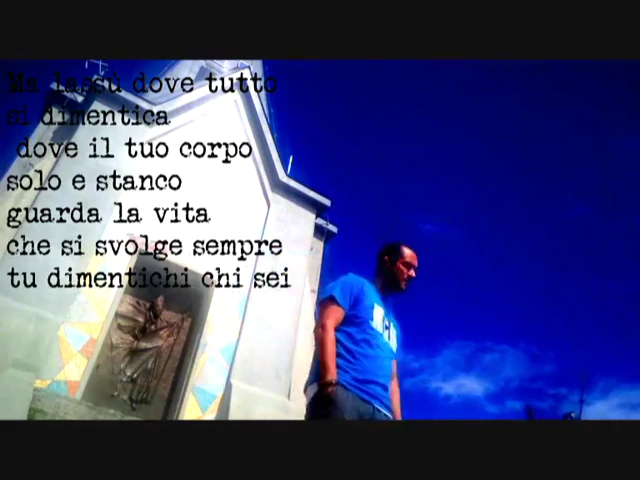 Ma lassù dove tutto
si dimentica
dove il tuo corpo
solo e stanco
guarda la vita
che si svolge sempre
tu dimentichi chi sei